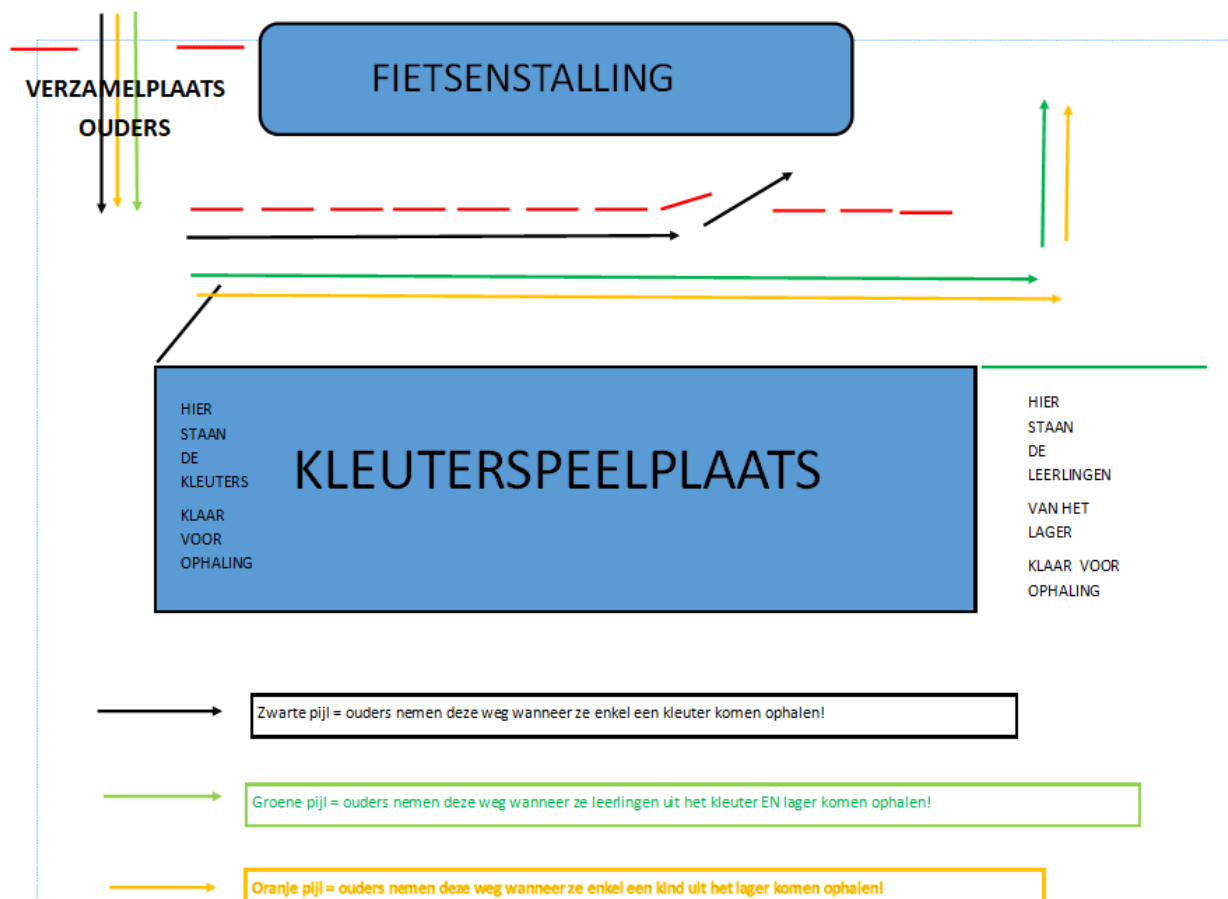 VERZAMELPLAATS
OUDERS
FIETSENSTALLING
HIER
STAAN
DE
KLEUTERS
KLAAR
VOOR
OPHALING
KLEUTERSPEELPLAATS
HIER
STAAN
DE
LEERLINGEN
VAN HET
LAGER
KLAAR VOOR
OPHALING
Zwarte pijl = ouders nemen deze weg wanneer ze enkel een kleuter komen ophalen!
Groene pijl = ouders nemen deze weg wanneer ze leerlingen uit het kleuter EN lager komen ophalen!
Oranje pijl = ouders nemen deze weg wanneer ze enkel een kind uit het lager komen ophalen!